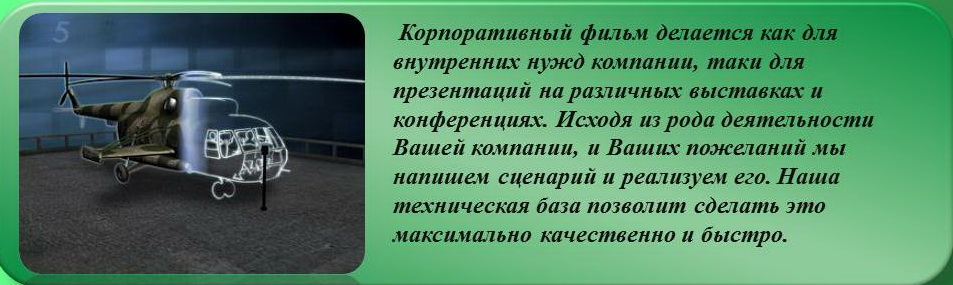 5
Корпоративный фильм делается как для
внутренних нужд компании, таки для
презентаций на различных выставках и
конференциях. Исходя из рода деятельности
Вашей компании, и Ваших пожеланий мы
напишем сценарий и реализуем его. Наша
техническая база позволит сделать это
максимально качественно и быстро.